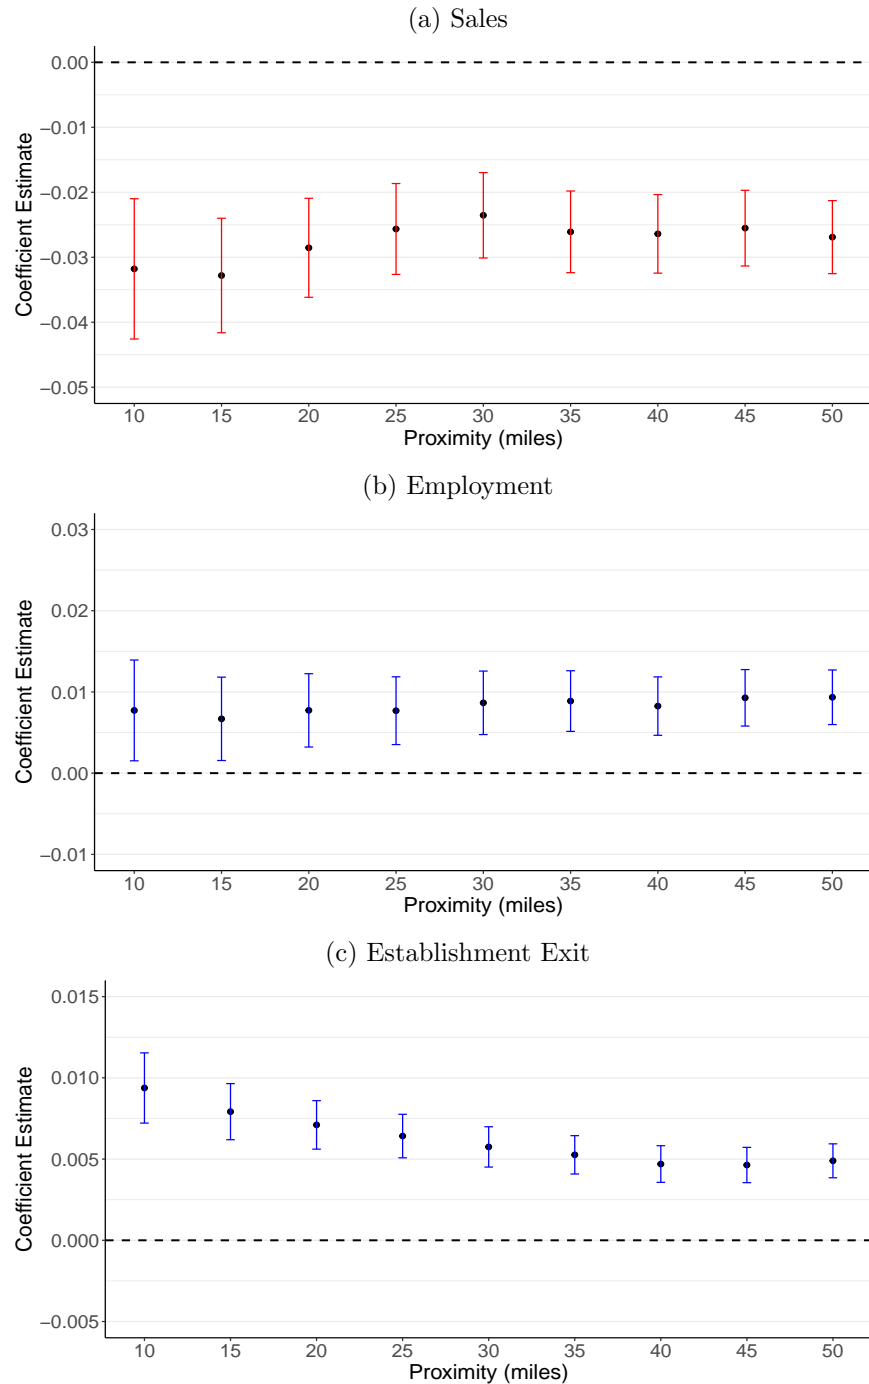 (a) Sales
Coefficient Estimate
0.00
−0.01
−0.02
−0.03
−0.04
−0.05
10 15 20 25 30 35 40 45 50
Proximity (miles)
(b) Employment
Coefficient Estimate
0.03
0.02
0.01
0.00
−0.01
10 15 20 25 30 35 40 45 50
Proximity (miles)
(c) Establishment Exit
Coefficient Estimate
0.015
0.010
0.005
0.000
−0.005
10 15 20 25 30 35 40 45 50
Proximity (miles)